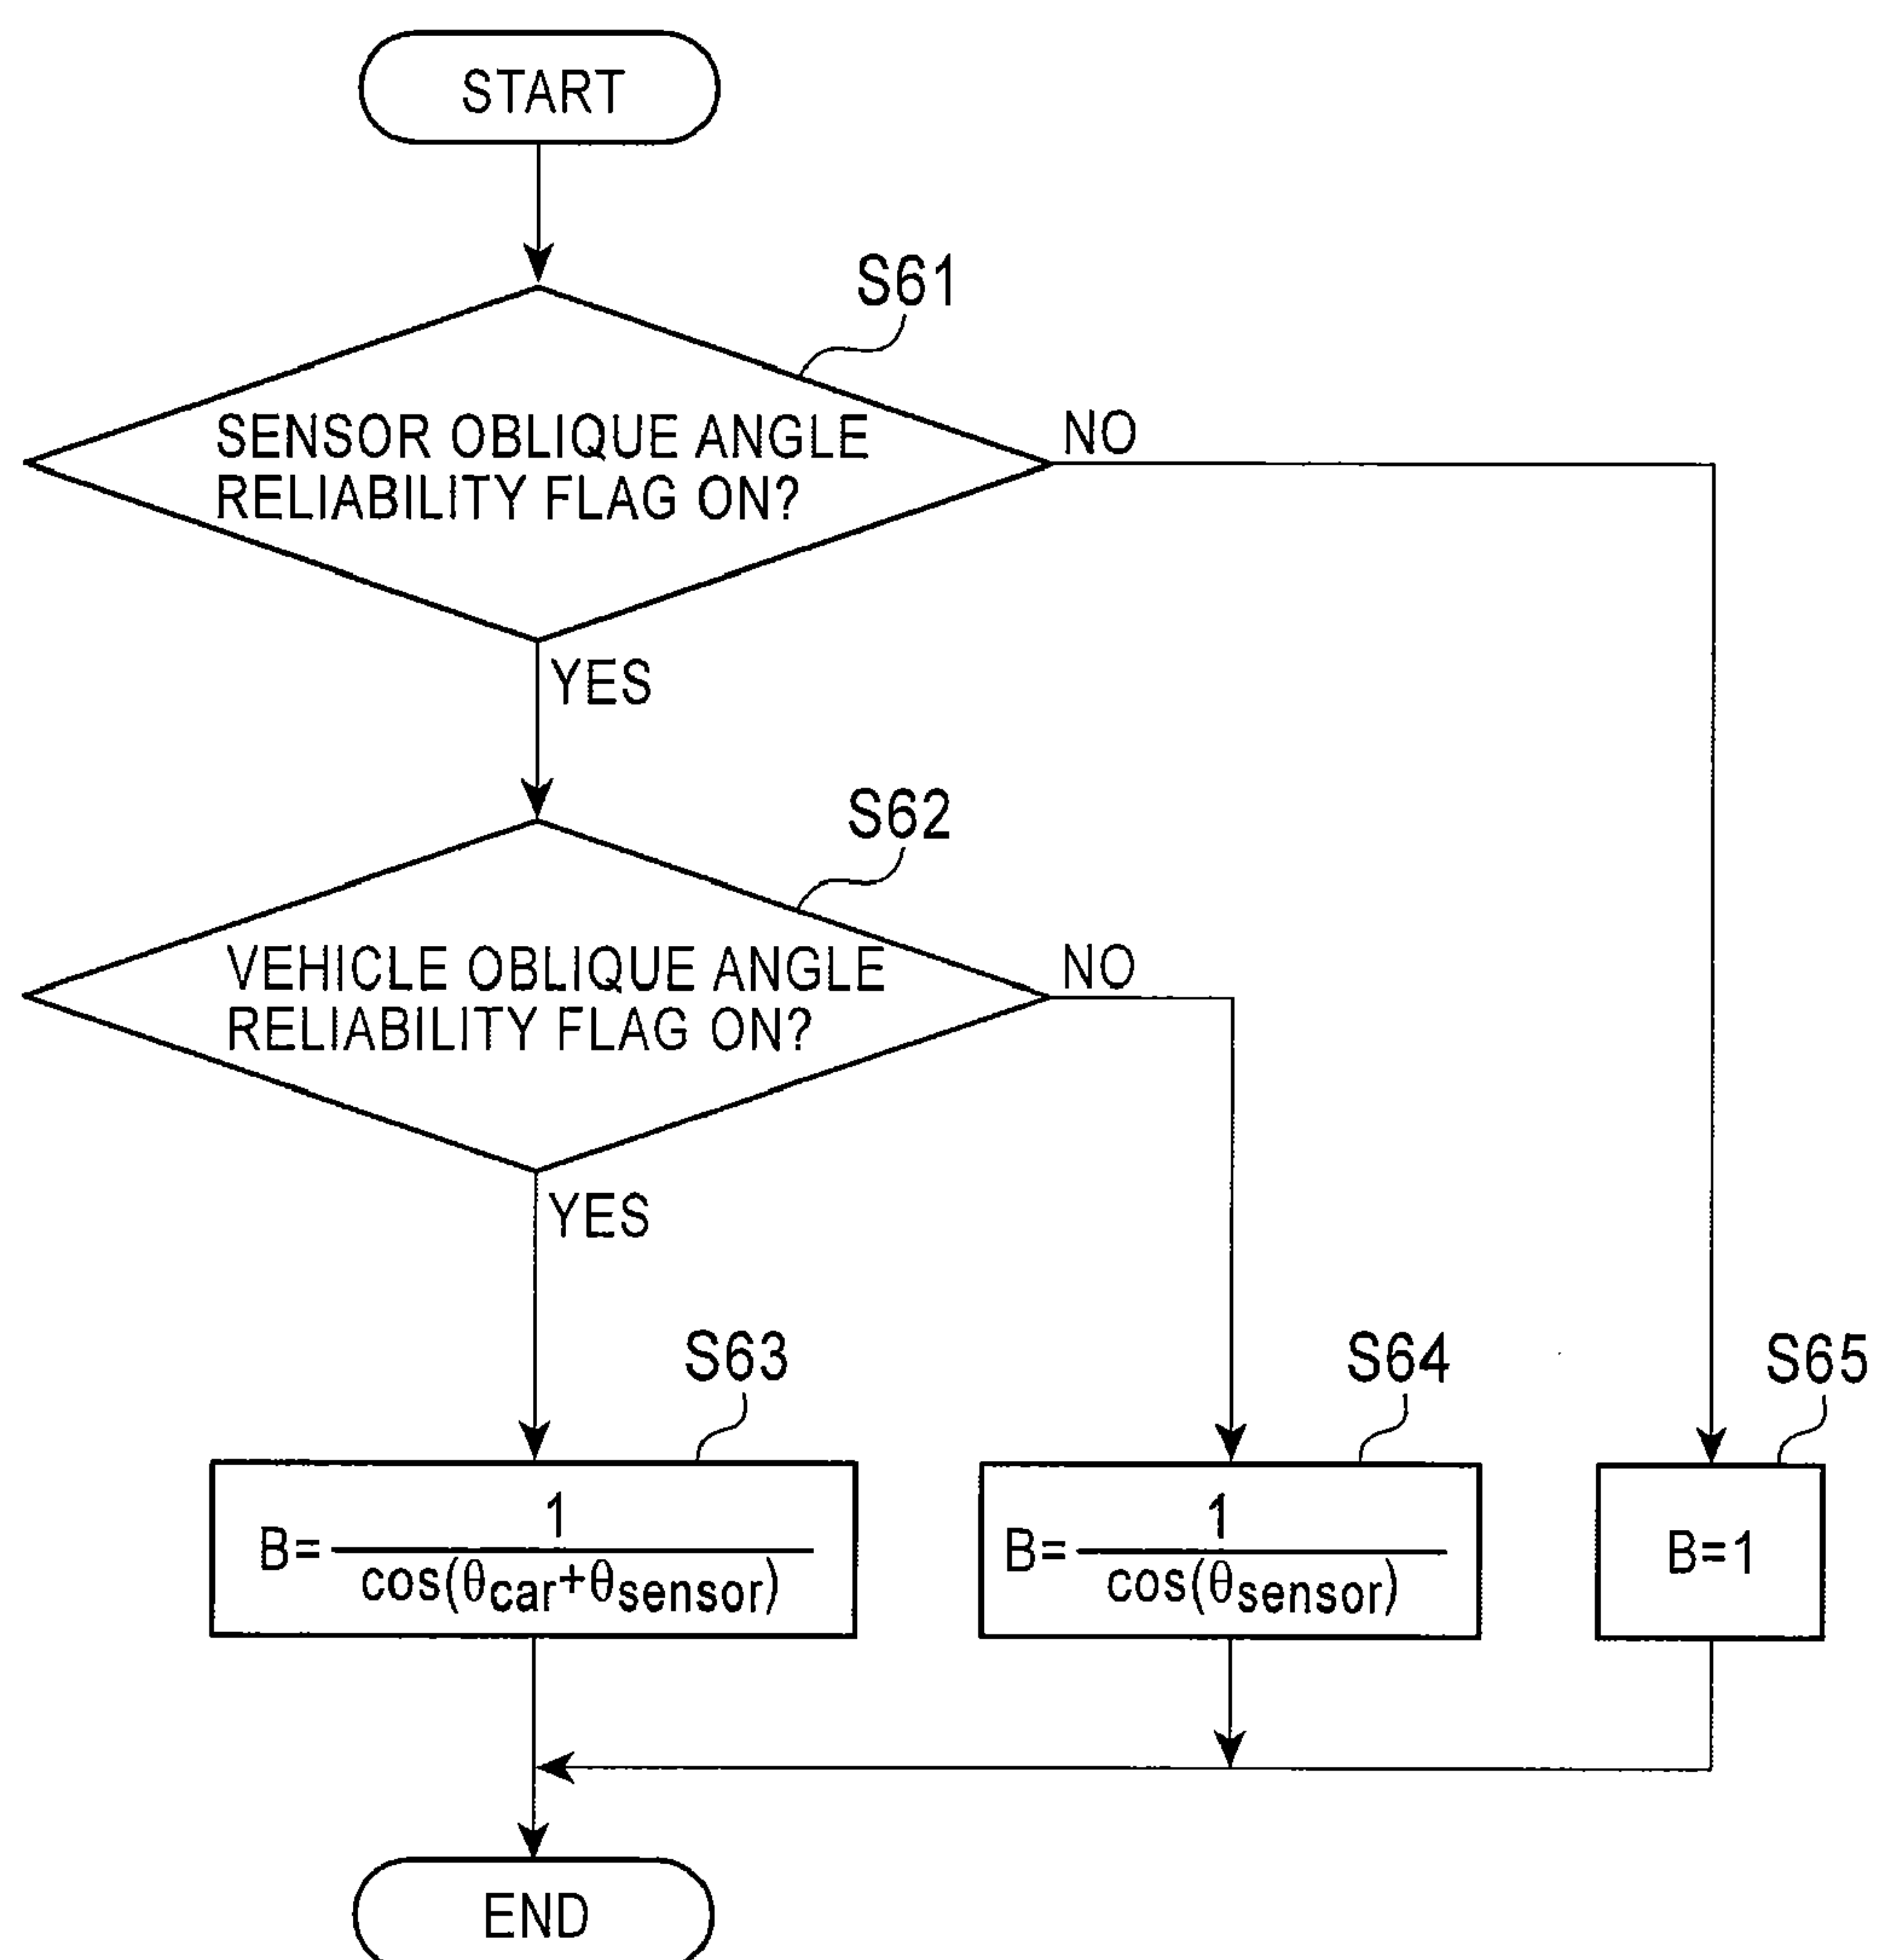 START
S61
SENSOR OBLIQUE ANGLE
RELIABILITY FLAG ON?
NO
YES
S62
VEHICLE OBLIQUE ANGLE
RELIABILITY FLAG ON?
NO
YES
S63
S64
S65
B=1/cos(θcar+θsensor)
B=1/cos(θsensor)
B=1
END